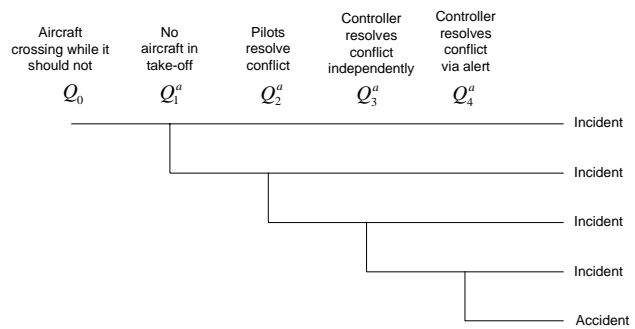 Aircraft
crossing while it
should not
No
aircraft in
take-off
Pilots
resolve
conflict
Controller
resolves
conflict
independently
Controller
resolves
conflict
via alert
Q₀
Q₁ᵃ
Q₂ᵃ
Q₃ᵃ
Q₄ᵃ
Incident
Incident
Incident
Incident
Accident